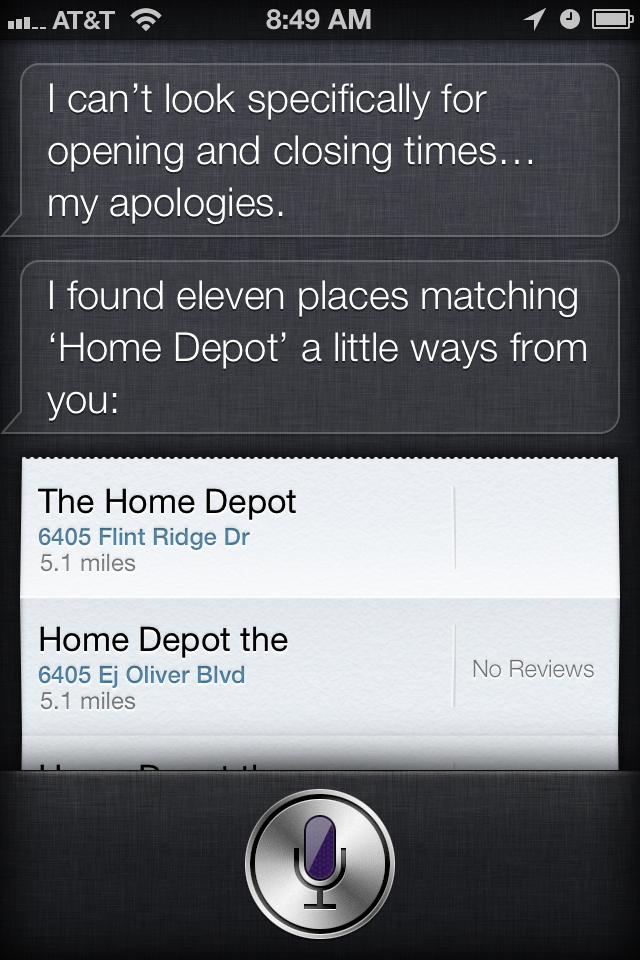 AT&T 8:49 AM
I can’t look specifically for
opening and closing times…
my apologies.
I found eleven places matching
‘Home Depot’ a little ways from
you:
The Home Depot
6405 Flint Ridge Dr
5.1 miles
Home Depot the
6405 Ej Oliver Blvd
5.1 miles
No Reviews